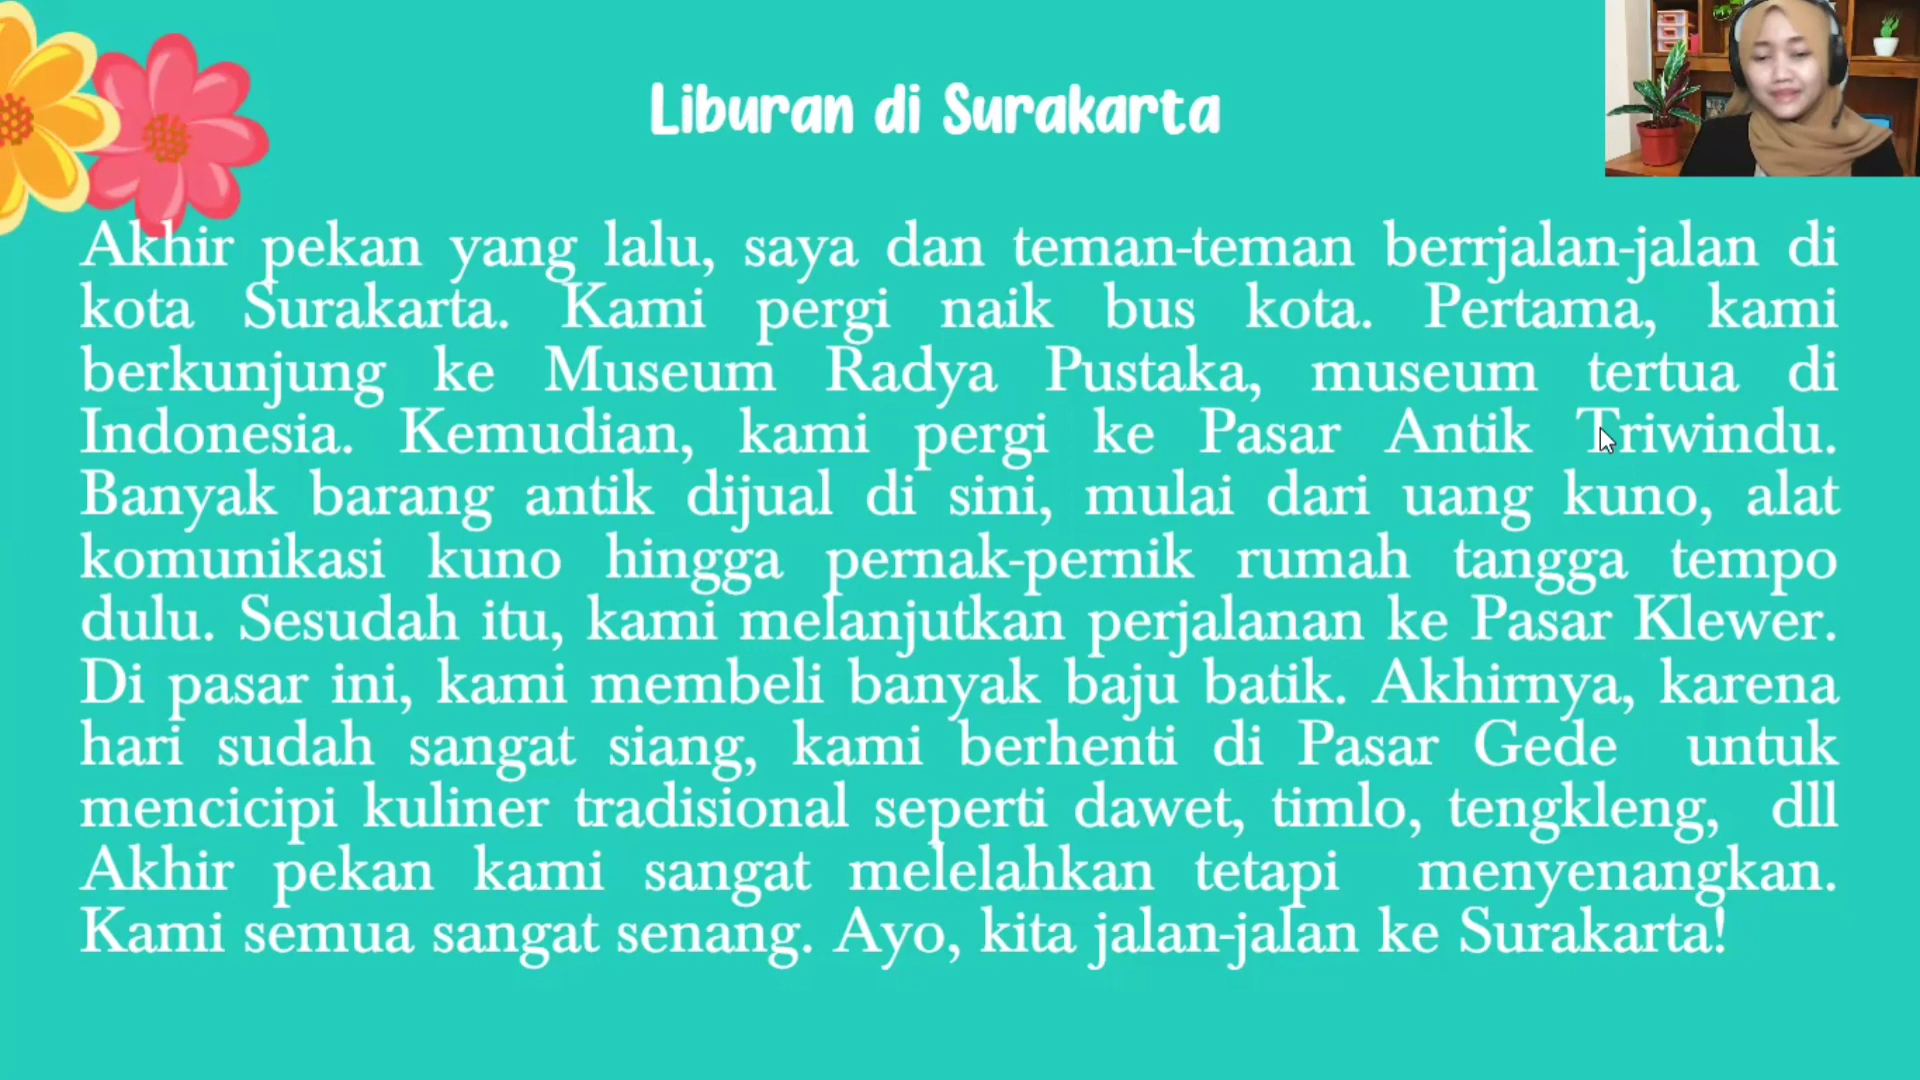 Liburan di Surakarta
Akhir pekan yang lalu, saya dan teman-teman berrjalan-jalan di
kota Surakarta. Kami pergi naik bus kota. Pertama, kami
berkunjung ke Museum Radya Pustaka, museum tertua di
Indonesia. Kemudian, kami pergi ke Pasar Antik Triwindu.
Banyak barang antik dijual di sini, mulai dari uang kuno, alat
komunikasi kuno hingga pernak-pernik rumah tangga tempo
dulu. Sesudah itu, kami melanjutkan perjalanan ke Pasar Klewer.
Di pasar ini, kami membeli banyak baju batik. Akhirnya, karena
hari sudah sangat siang, kami berhenti di Pasar Gede untuk
mencicipi kuliner tradisional seperti dawet, timlo, tengkleng, dll
Akhir pekan kami sangat melelahkan tetapi menyenangkan.
Kami semua sangat senang. Ayo, kita jalan-jalan ke Surakarta!